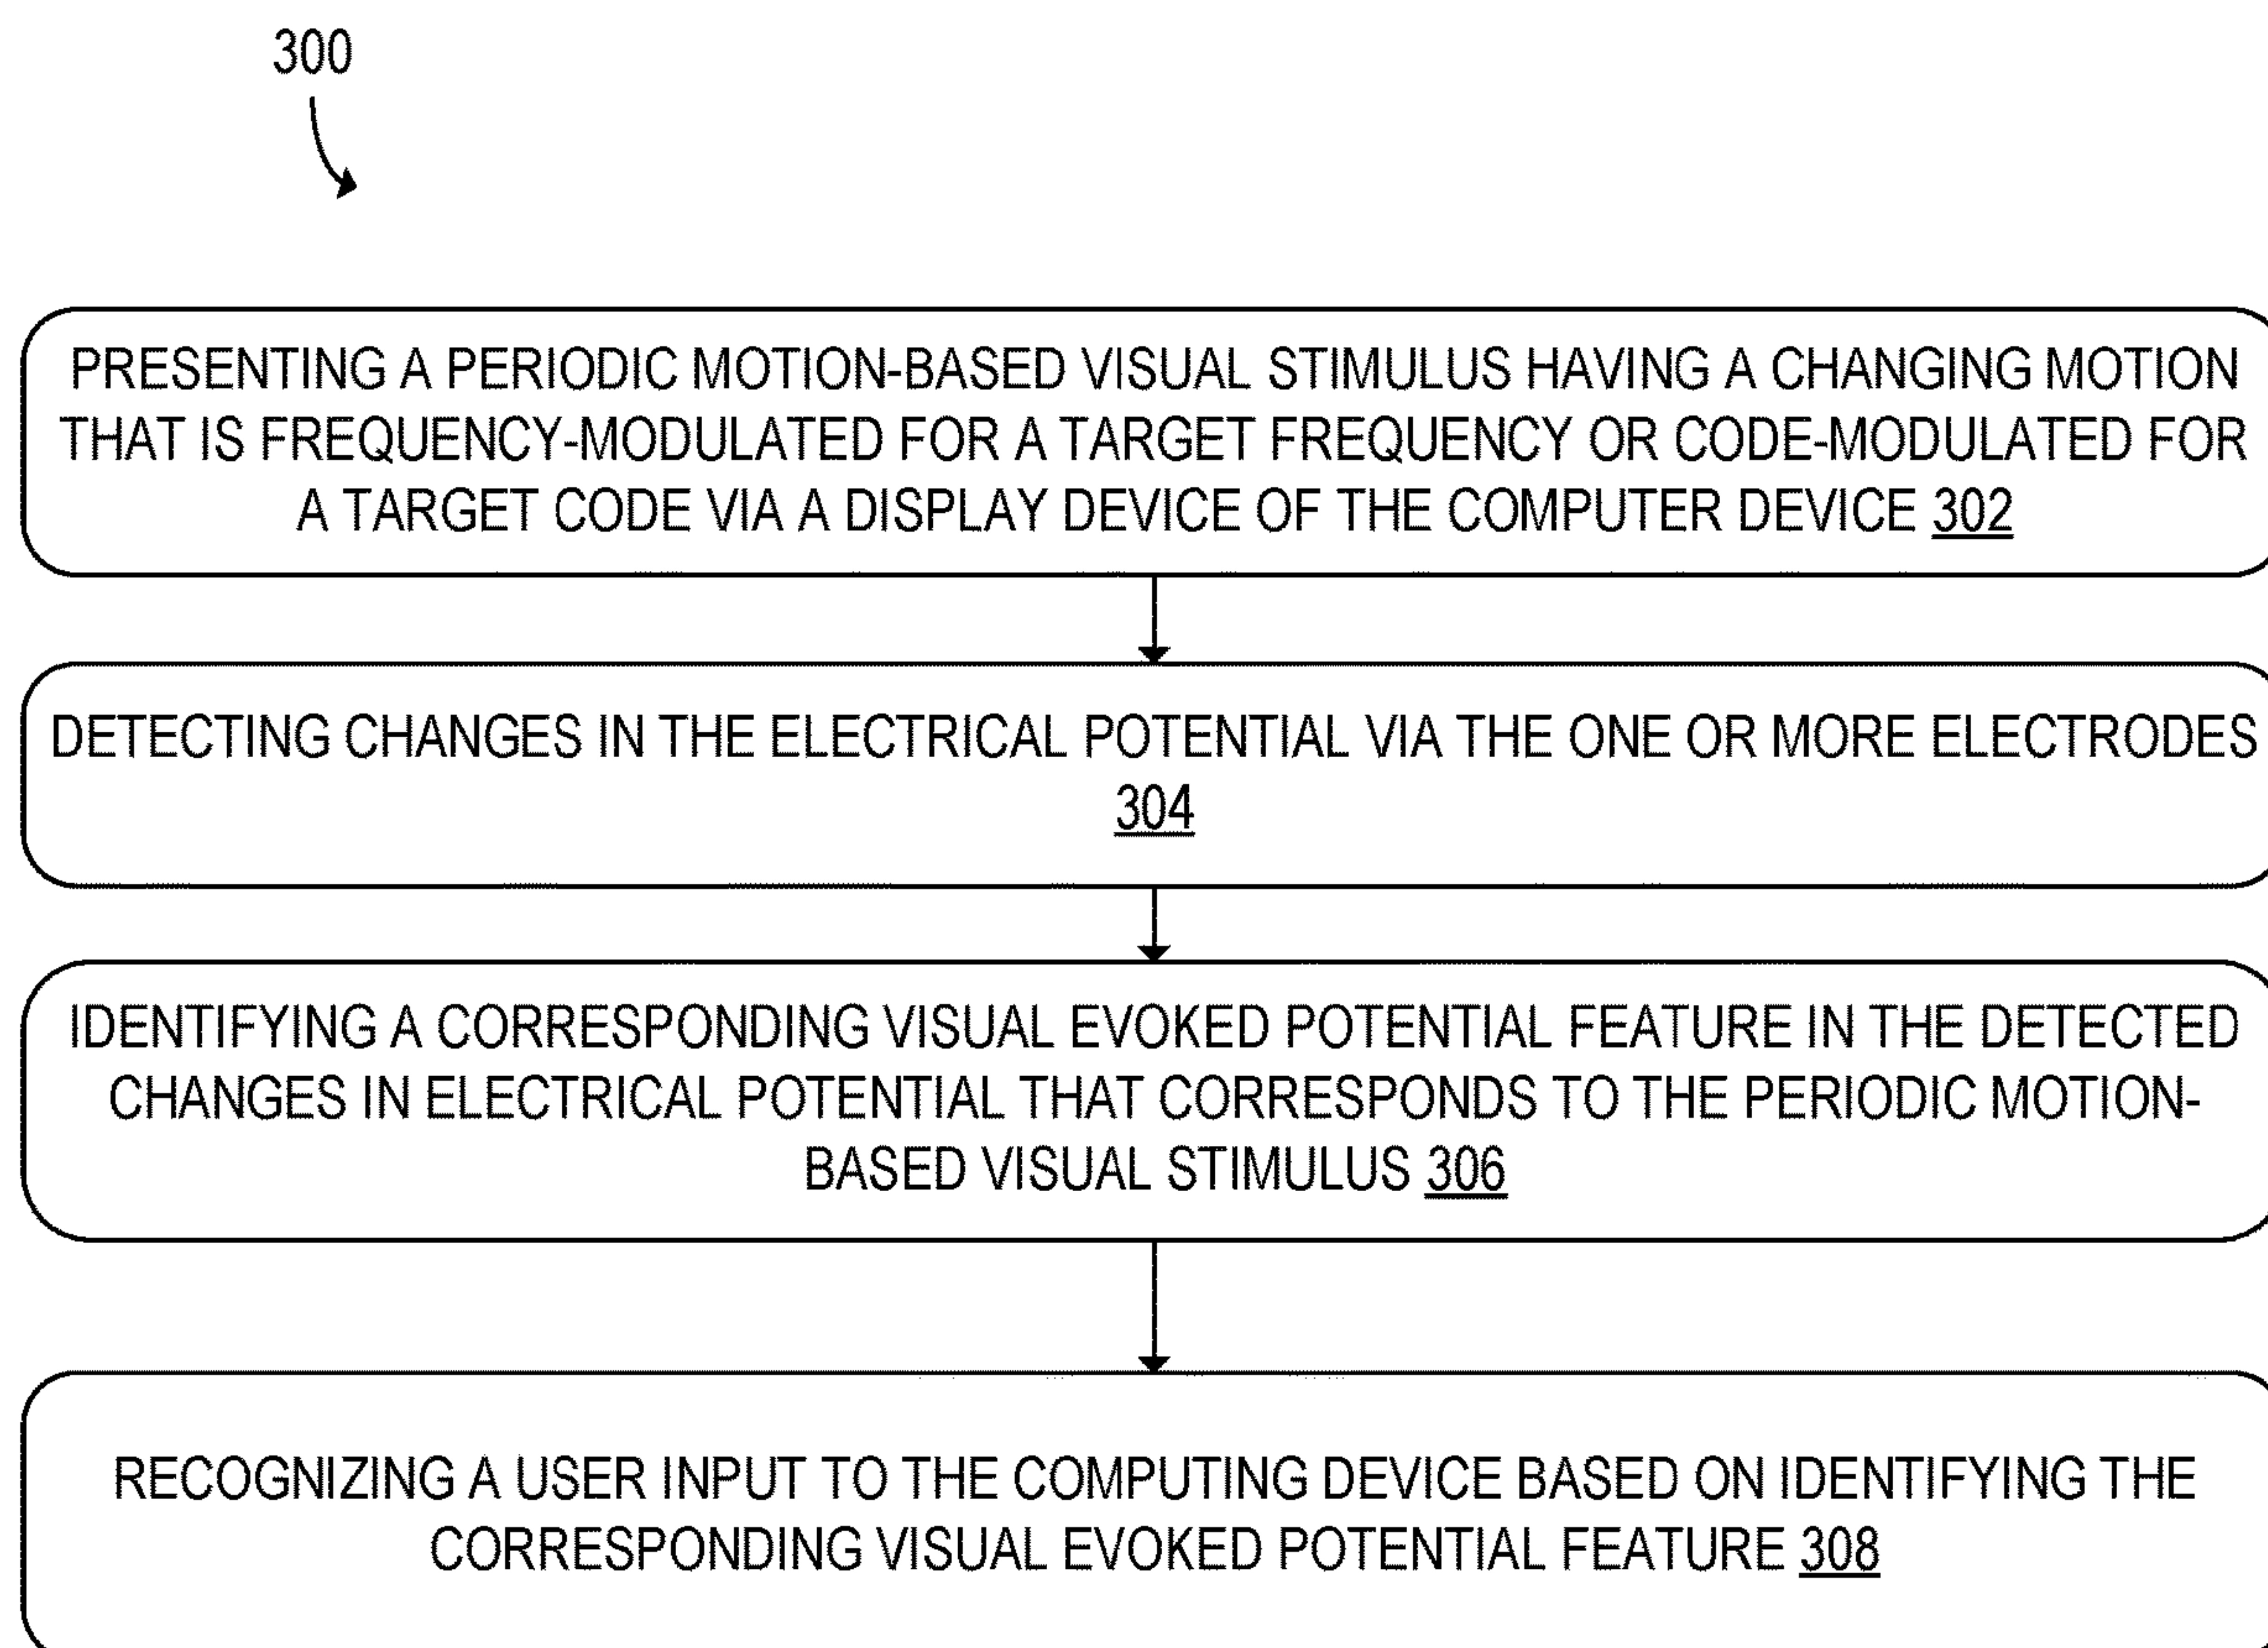 300
PRESENTING A PERIODIC MOTION-BASED VISUAL STIMULUS HAVING A CHANGING MOTION
THAT IS FREQUENCY-MODULATED FOR A TARGET FREQUENCY OR CODE-MODULATED FOR
A TARGET CODE VIA A DISPLAY DEVICE OF THE COMPUTER DEVICE 302
DETECTING CHANGES IN THE ELECTRICAL POTENTIAL VIA THE ONE OR MORE ELECTRODES
304
IDENTIFYING A CORRESPONDING VISUAL EVOKED POTENTIAL FEATURE IN THE DETECTED
CHANGES IN ELECTRICAL POTENTIAL THAT CORRESPONDS TO THE PERIODIC MOTION-
BASED VISUAL STIMULUS 306
RECOGNIZING A USER INPUT TO THE COMPUTING DEVICE BASED ON IDENTIFYING THE
CORRESPONDING VISUAL EVOKED POTENTIAL FEATURE 308